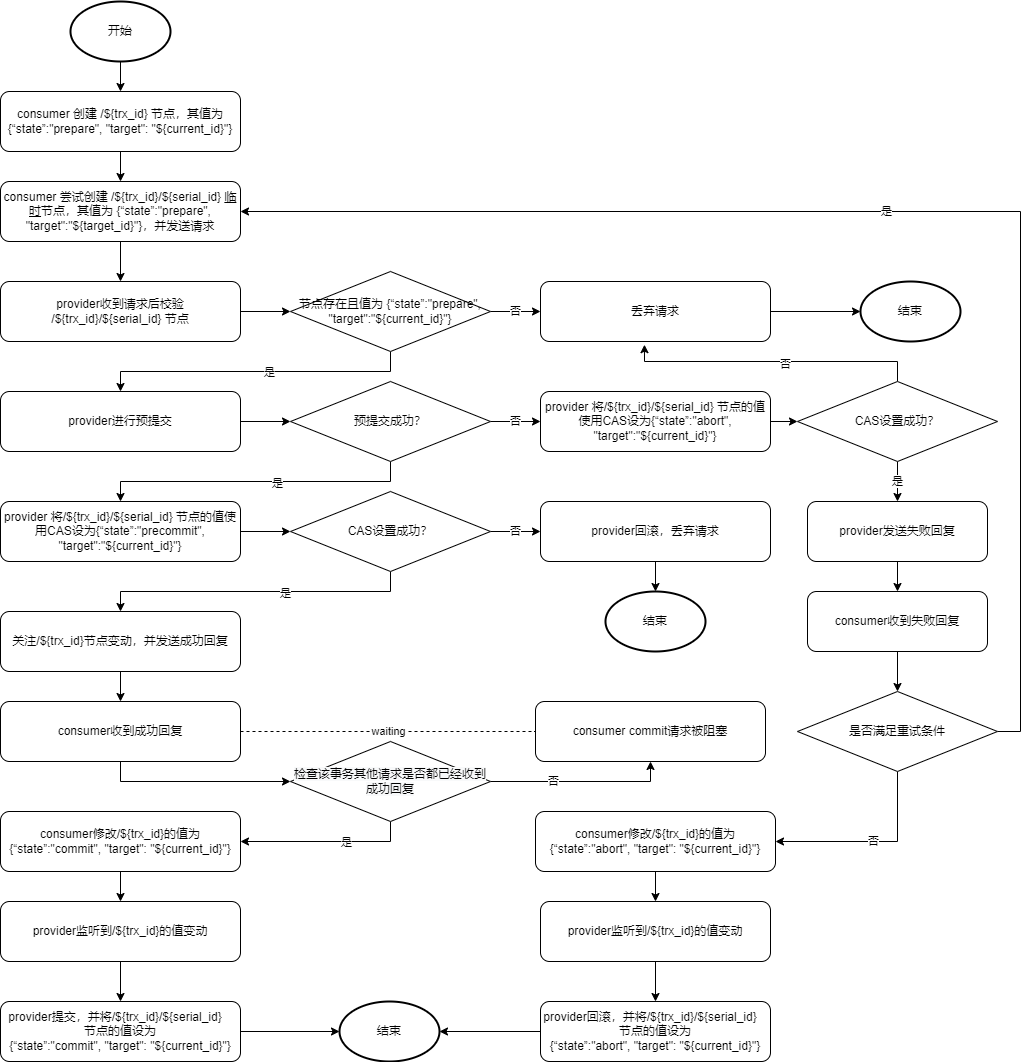 开始
consumer 创建 /${trx_id} 节点，其值为
{“state”:"prepare", "target": "${current_id}"}
consumer 尝试创建 /${trx_id}/${serial_id} 临
时节点，其值为 {“state”:"prepare",
"target":"${target_id}"}，并发送请求
是
provider收到请求后校验
/${trx_id}/${serial_id} 节点
节点存在且值为 {“state”:"prepare",
"target":"${current_id}"}
否
丢弃请求
结束
是
否
provider进行预提交
预提交成功？
否
provider 将/${trx_id}/${serial_id} 节点的值
使用CAS设为{“state”:"abort",
"target":"${current_id}"}
CAS设置成功？
是
是
provider 将/${trx_id}/${serial_id} 节点的值使
用CAS设为{“state”:"precommit",
"target":"${current_id}"}
CAS设置成功？
否
provider回滚，丢弃请求
provider发送失败回复
是
结束
consumer收到失败回复
关注/${trx_id}节点变动，并发送成功回复
consumer收到成功回复
waiting
consumer commit请求被阻塞
是否满足重试条件
检查该事务其他请求是否都已经收到
成功回复
否
是
否
consumer修改/${trx_id}的值为
{“state”:"commit", "target": "${current_id}"}
consumer修改/${trx_id}的值为
{“state”:"abort", "target": "${current_id}"}
provider监听到/${trx_id}的值变动
provider监听到/${trx_id}的值变动
provider提交，并将/${trx_id}/${serial_id}
节点的值设为
{“state”:"commit", "target": "${current_id}"}
结束
provider回滚，并将/${trx_id}/${serial_id}
节点的值设为
{“state”:"abort", "target": "${current_id}"}